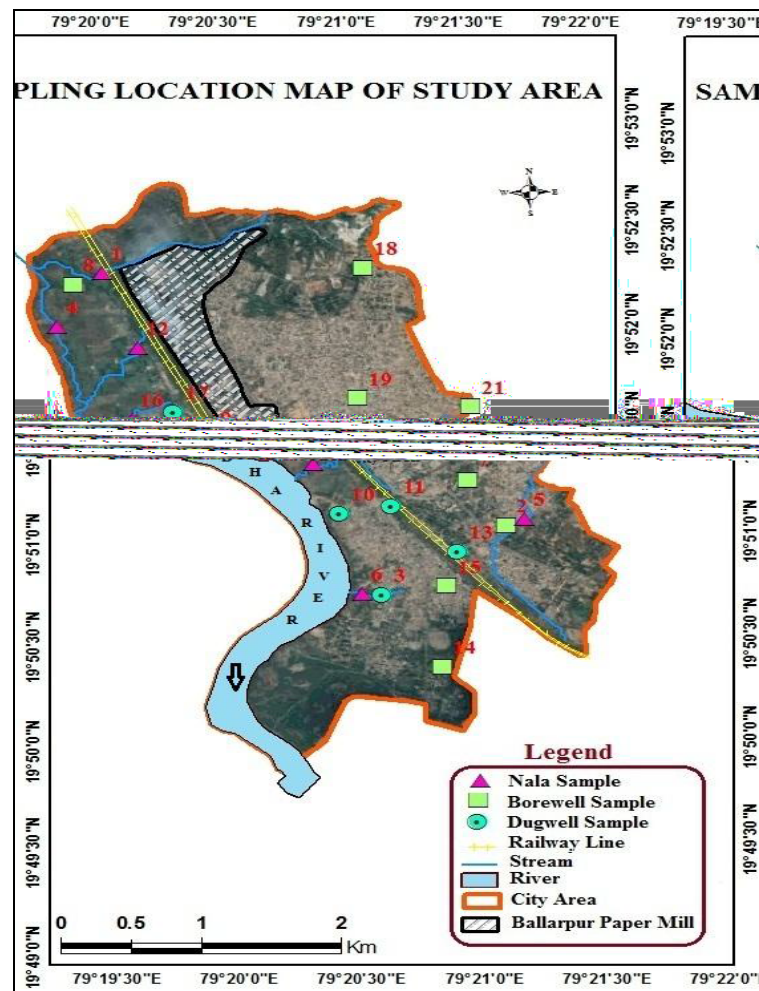 79°20'0"E 79°20'30"E 79°21'0"E 79°21'30"E 79°22'0"E 79°19'30"E
PLING LOCATION MAP OF STUDY AREA SAM
19°53'0"N 19°53'0"N
N
W E
S
19°52'30"N 19°52'30"N
18
1
8
4
12
19°52'0"N 19°52'0"N
19
21
16 17
H
A
R
I
V
E
R
10 11
5
2
13
15
6 3
14
19°51'0"N 19°51'0"N
19°50'30"N 19°50'30"N
19°50'0"N 19°50'0"N
19°49'30"N 19°49'30"N
19°49'0"N 19°49'0"N
Legend
Nala Sample
Borewell Sample
Dugwell Sample
Railway Line
Stream
River
City Area
Ballarpur Paper Mill
0 0.5 1 2
Km
79°19'30"E 79°20'0"E 79°20'30"E 79°21'0"E 79°21'30"E 79°22'0